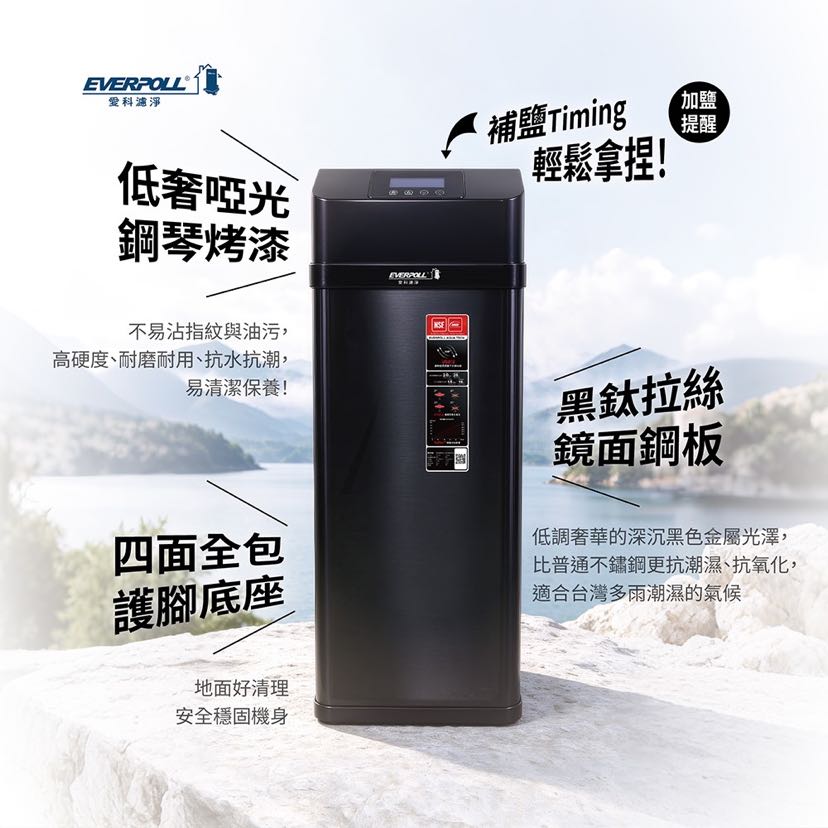 EVERPOLL®
愛科濾淨
補鹽Timing
輕鬆拿捏!
加鹽
提醒
低奢啞光
鋼琴烤漆
不易沾指紋與油污,
高硬度、耐磨耐用、抗水抗潮,
易清潔保養!
EVERPOLL
愛科濾淨
NSF
黑鈦拉絲
鏡面鋼板
低調奢華的深沉黑色金屬光澤,
比普通不鏽鋼更抗潮濕、抗氧化,
適合台灣多雨潮濕的氣候
四面全包
護腳底座
地面好清理
安全穩固機身